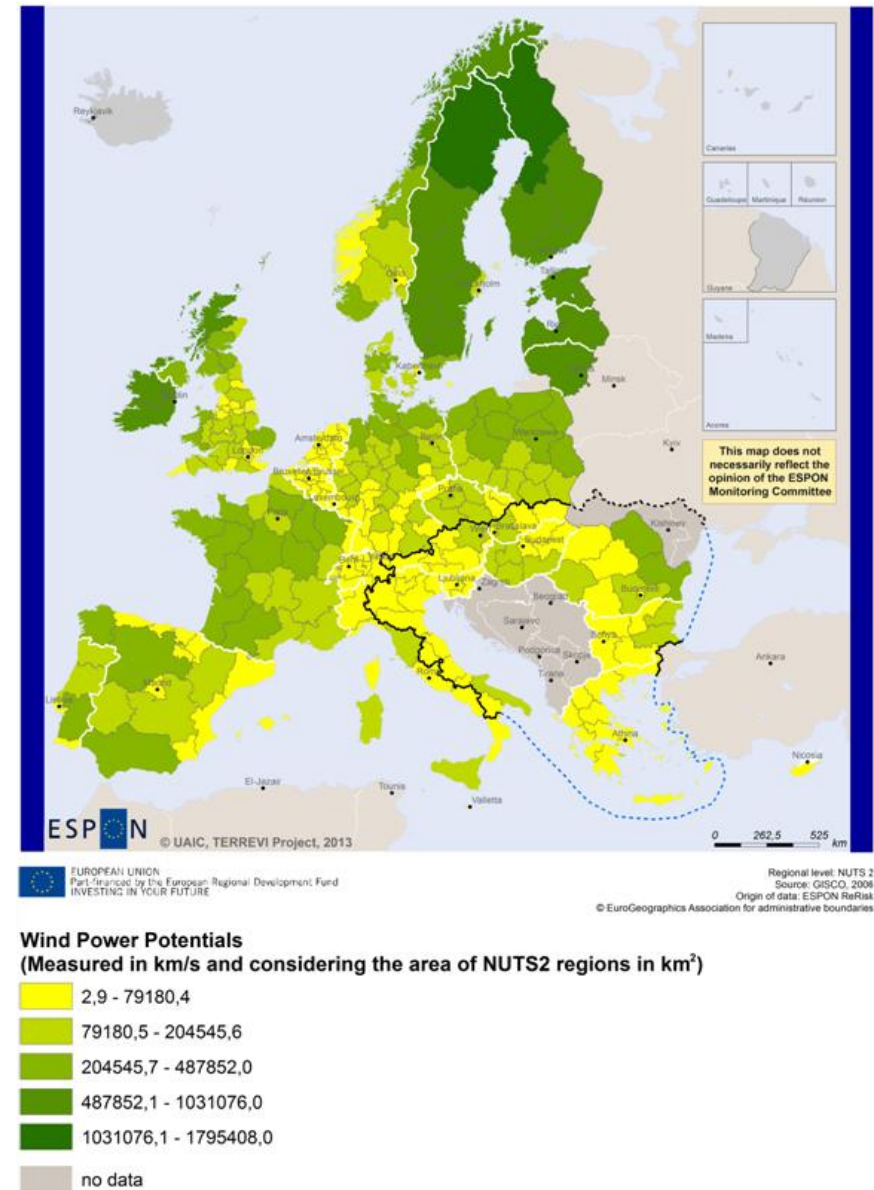 Reykjavik
Canarias
Guadeloupe
Martinique
Réunion
Guyane
Madeira
Acores
This map does not
necessarily reflect the
opinion of the ESPON
Monitoring Committee
Oslo
Minsk
London
Amsterdam
Kyiv
Warszawa
Luxembourg
Praha
Paris
Kishinev
Bratislava
Budapest
Ljubljana
Zagreb
Beograd
Bucuresti
Sarajevo
Podgorica
Sofiya
Tirana
Ankara
Madrid
Roma
Athina
Nicosia
El-Jazair
Tounis
Valletta
ESPON
© UAIC, TERREVI Project, 2013
0 262,5 525
km
EUROPEAN UNION
Part-financed by the European Regional Development Fund
INVESTING IN YOUR FUTURE
Regional level: NUTS 2
Source: GISCO, 2006
Origin of data: ESPON ReRisk
© EuroGeographics Association for administrative boundaries
Wind Power Potentials
(Measured in km/s and considering the area of NUTS2 regions in km²)
2,9 - 79180,4
79180,5 - 204545,6
204545,7 - 487852,0
487852,1 - 1031076,0
1031076,1 - 1795408,0
no data